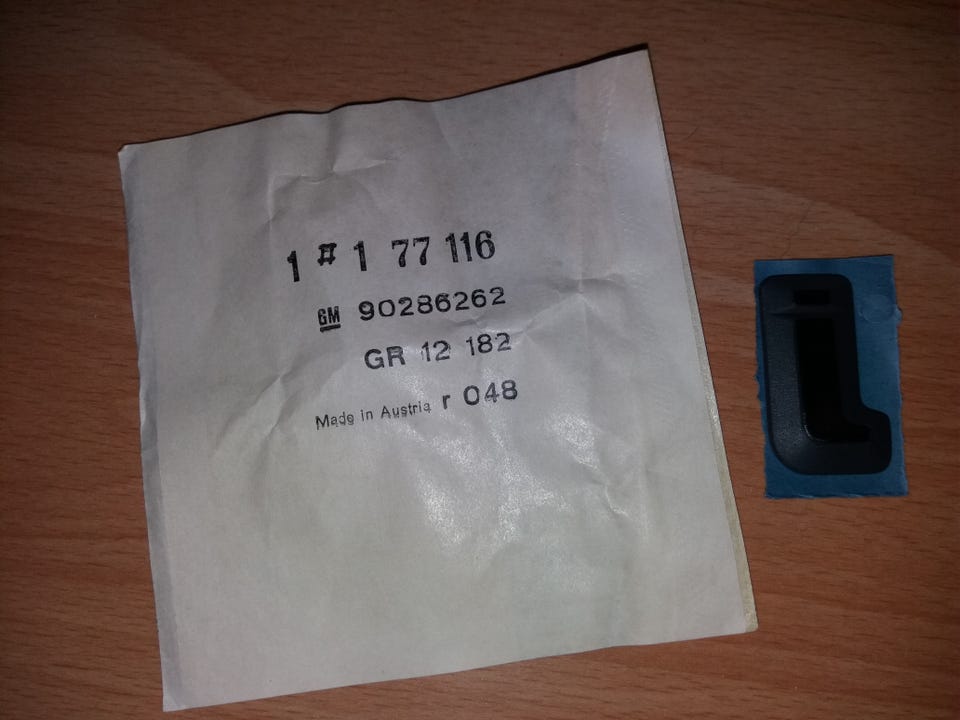 1 # 1 77 116
GM 90286262
GR 12 182
Made in Austria r 048